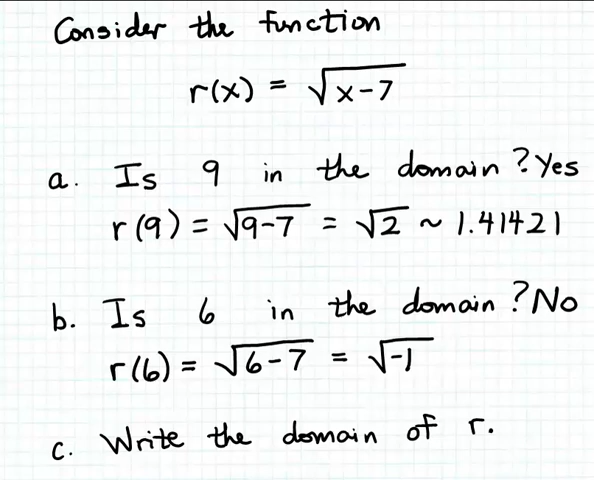 Consider the function
r(x) = √x-7
a. Is 9 in the domain? Yes
r(9) = √9-7 = √2 ~ 1.41421
b. Is 6 in the domain? No
r(6) = √6-7 = √-1
c. Write the domain of r.